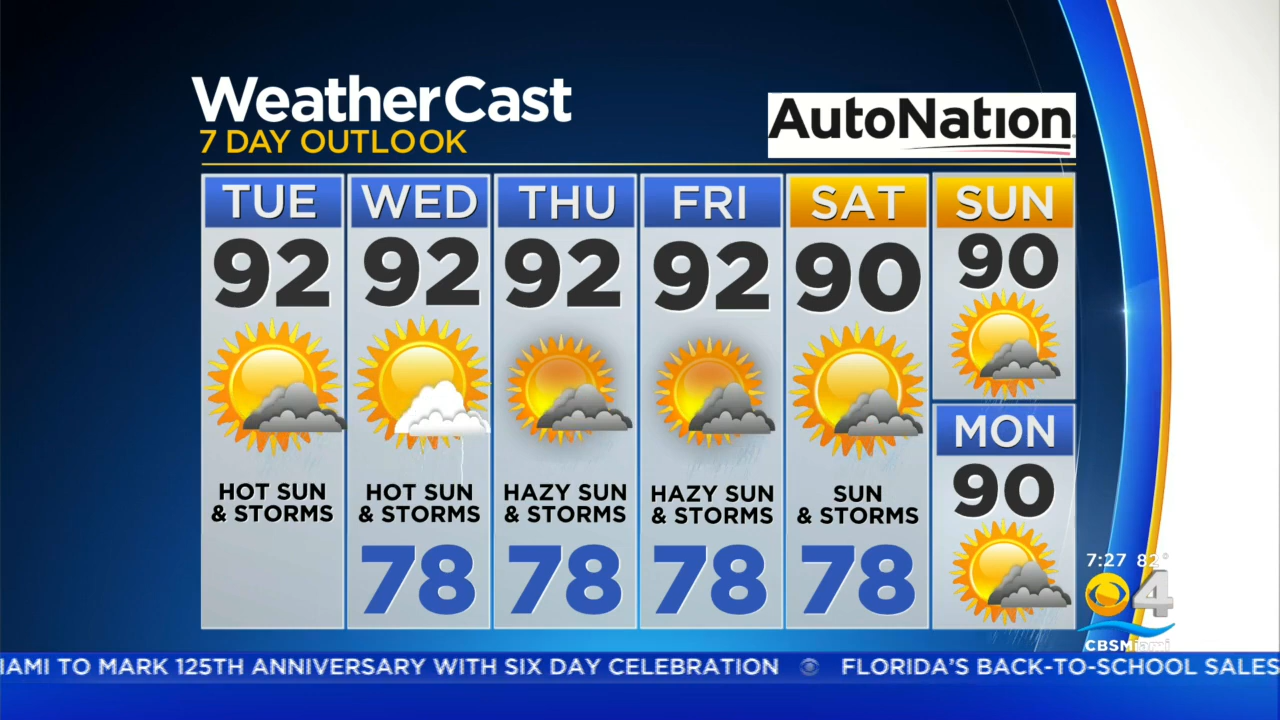 WeatherCast
7 DAY OUTLOOK
AutoNation
TUE
92
HOT SUN
& STORMS
WED
92
HOT SUN
& STORMS
78
THU
92
HAZY SUN
& STORMS
78
FRI
92
HAZY SUN
& STORMS
78
SAT
90
SUN
& STORMS
78
SUN
90
MON
90
7:27 82°
4
CBSMiami
IAMI TO MARK 125TH ANNIVERSARY WITH SIX DAY CELEBRATION FLORIDA'S BACK-TO-SCHOOL SALES